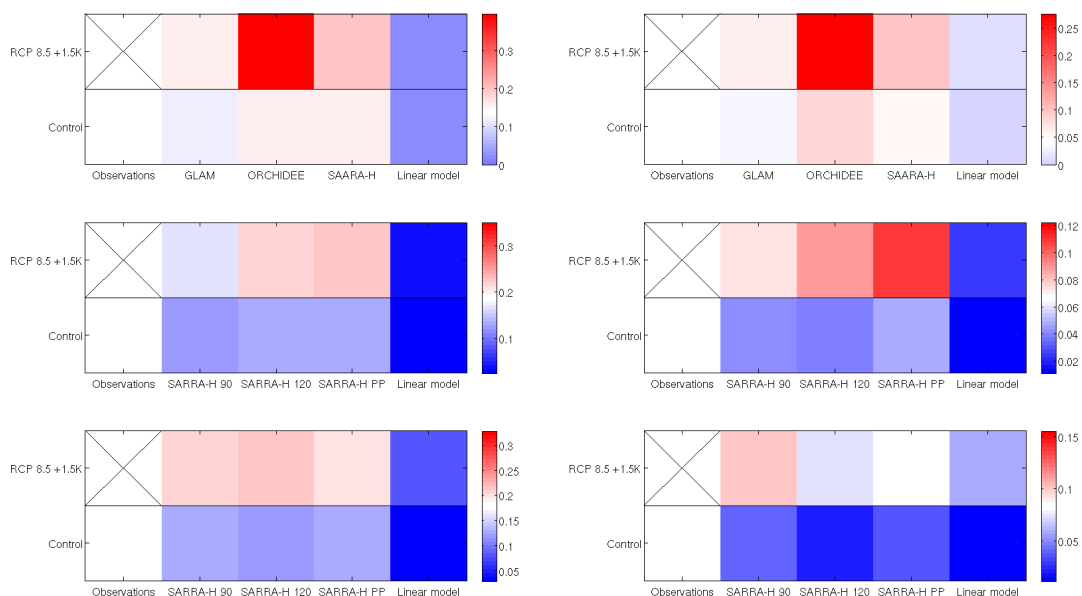 RCP 8.5 +1.5K
Control
Observations GLAM ORCHIDEE SAARA-H Linear model
0.3
0.2
0.1
0
RCP 8.5 +1.5K
Control
Observations GLAM ORCHIDEE SAARA-H Linear model
0.25
0.2
0.15
0.1
0.05
0
RCP 8.5 +1.5K
Control
Observations SARRA-H 90 SARRA-H 120 SARRA-H PP Linear model
0.3
0.2
0.1
RCP 8.5 +1.5K
Control
Observations SARRA-H 90 SARRA-H 120 SARRA-H PP Linear model
0.12
0.1
0.08
0.06
0.04
0.02
RCP 8.5 +1.5K
Control
Observations SARRA-H 90 SARRA-H 120 SARRA-H PP Linear model
0.3
0.25
0.2
0.15
0.1
0.05
RCP 8.5 +1.5K
Control
Observations SARRA-H 90 SARRA-H 120 SARRA-H PP Linear model
0.15
0.1
0.05